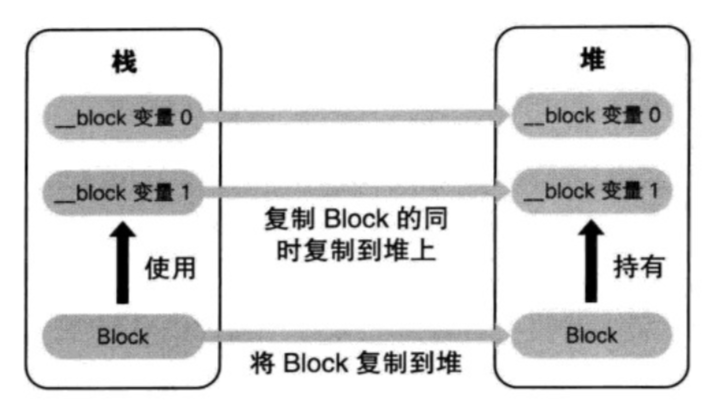 栈
堆
__block 变量 0
__block 变量 0
__block 变量 1
__block 变量 1
复制 Block 的同
时复制到堆上
使用
持有
Block
Block
将 Block 复制到堆